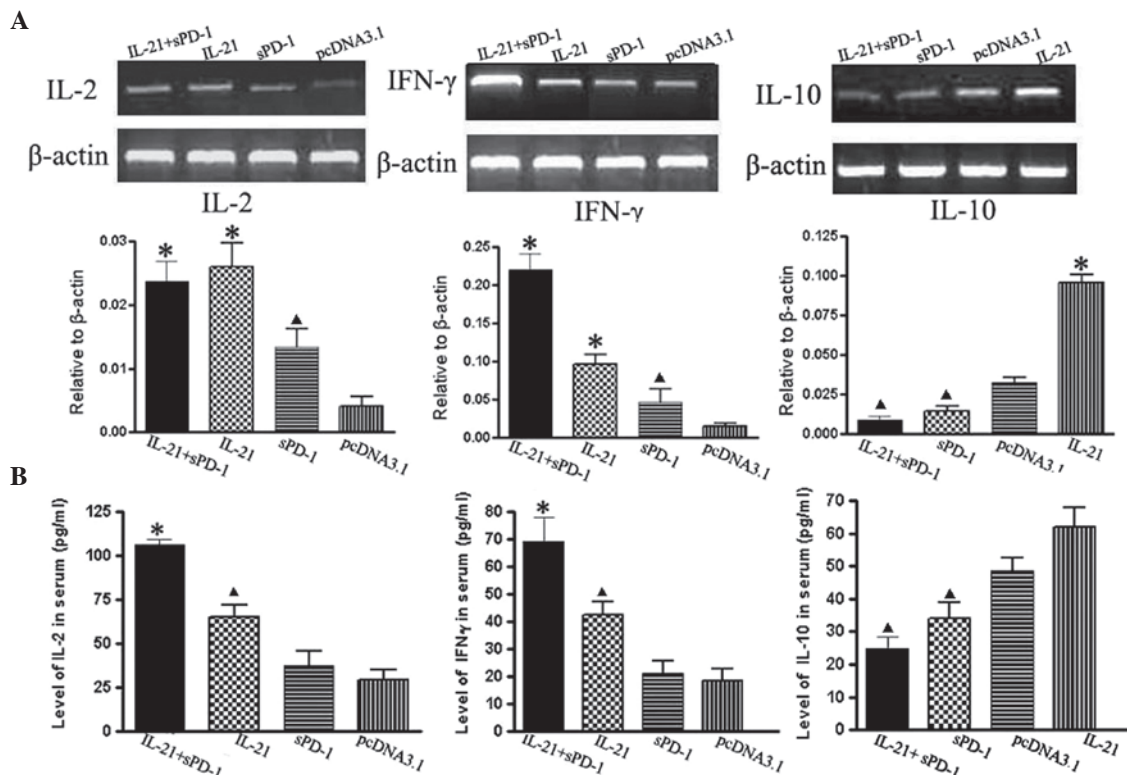 A
IL-21+sPD-1 IL-21 sPD-1 pcDNA3.1
IL-2
β-actin
IL-2
IL-21+sPD-1 IL-21 sPD-1 pcDNA3.1
IFN-γ
β-actin
IFN-γ
IL-21+sPD-1 sPD-1 pcDNA3.1 IL-21
IL-10
β-actin
IL-10
Relative to β-actin
0.03
0.02
0.01
0.00
* * ▲
IL-21+sPD-1 IL-21 sPD-1 pcDNA3.1
Relative to β-actin
0.25
0.20
0.15
0.10
0.05
0.00
* * ▲
IL-21+sPD-1 IL-21 sPD-1 pcDNA3.1
Relative to β-actin
0.125
0.100
0.075
0.050
0.025
0.000
▲ ▲ *
IL-21+sPD-1 sPD-1 pcDNA3.1 IL-21
B
Level of IL-2 in serum (pg/ml)
125
100
75
50
25
0
* ▲
IL-21+sPD-1 IL-21 sPD-1 pcDNA3.1
Level of IFN-γ in serum (pg/ml)
80
70
60
50
40
30
20
10
0
* ▲
IL-21+sPD-1 IL-21 sPD-1 pcDNA3.1
Level of IL-10 in serum (pg/ml)
70
60
50
40
30
20
10
0
▲ ▲
IL-21+ sPD-1 sPD-1 pcDNA3.1 IL-21